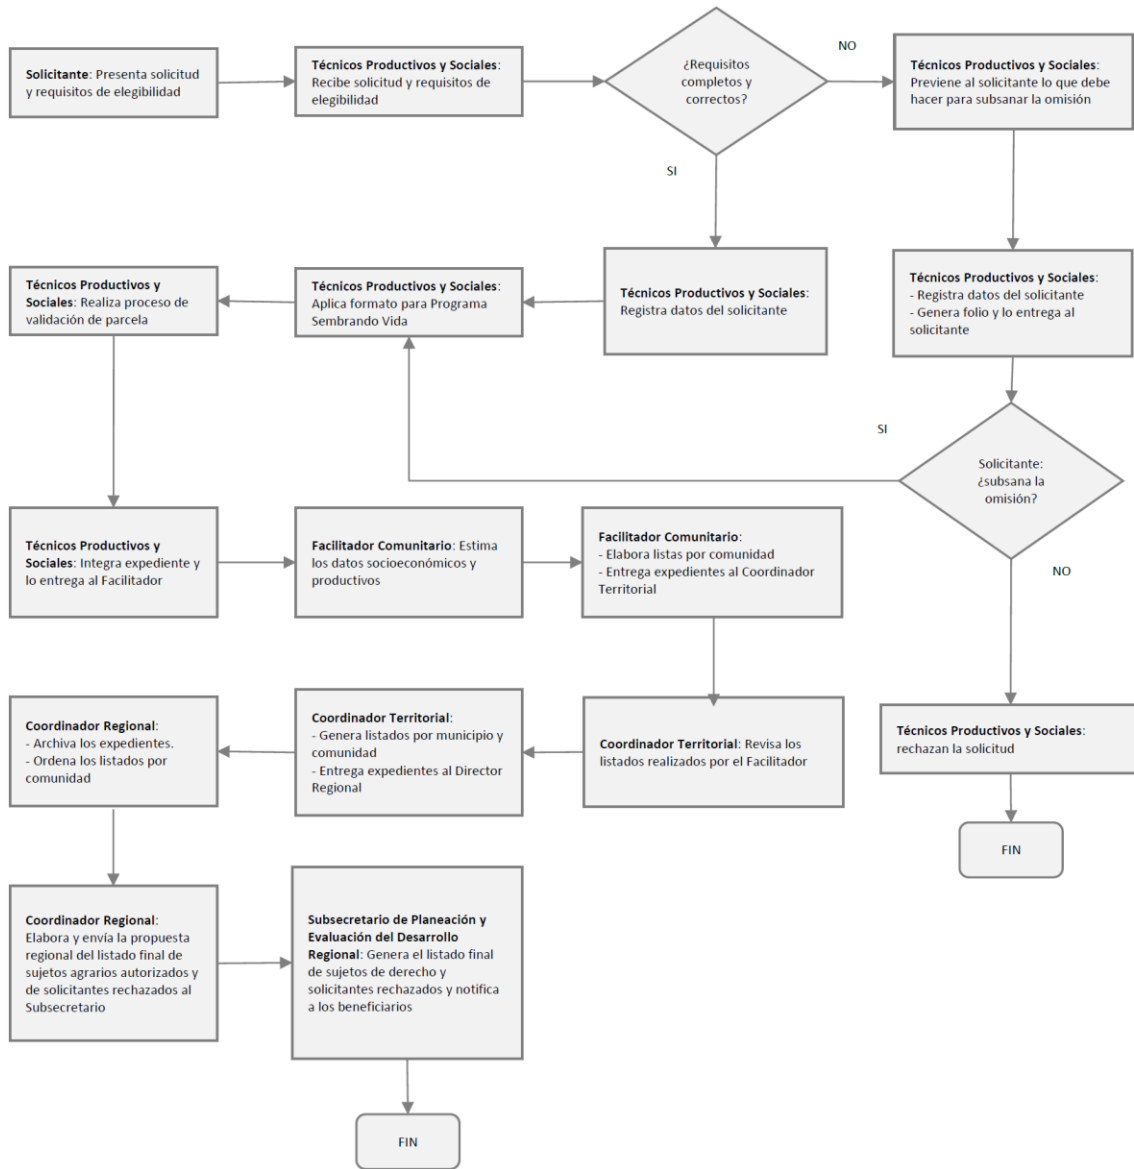 Solicitante: Presenta solicitud
y requisitos de elegibilidad
Técnicos Productivos y Sociales:
Recibe solicitud y requisitos de
elegibilidad
¿Requisitos
completos y
correctos?
NO
Técnicos Productivos y Sociales:
Previene al solicitante lo que debe
hacer para subsanar la omisión
SI
Técnicos Productivos y
Sociales: Realiza proceso de
validación de parcela
Técnicos Productivos y Sociales:
Aplica formato para Programa
Sembrando Vida
Técnicos Productivos y Sociales:
Registra datos del solicitante
Técnicos Productivos y Sociales:
- Registra datos del solicitante
- Genera folio y lo entrega al
solicitante
SI
Solicitante:
¿subsana la
omisión?
NO
Técnicos Productivos y
Sociales: Integra expediente y
lo entrega al Facilitador
Facilitador Comunitario: Estima
los datos socioeconómicos y
productivos
Facilitador Comunitario:
- Elabora listas por comunidad
- Entrega expedientes al Coordinador
Territorial
Coordinador Regional:
- Archiva los expedientes.
- Ordena los listados por
comunidad
Coordinador Territorial:
- Genera listados por municipio y
comunidad
- Entrega expedientes al Director
Regional
Coordinador Territorial: Revisa los
listados realizados por el Facilitador
Técnicos Productivos y Sociales:
rechazan la solicitud
FIN
Coordinador Regional:
Elabora y envía la propuesta
regional del listado final de
sujetos agrarios autorizados y
de solicitantes rechazados al
Subsecretario
Subsecretario de Planeación y
Evaluación del Desarrollo
Regional: Genera el listado final
de sujetos de derecho y
solicitantes rechazados y notifica
a los beneficiarios
FIN